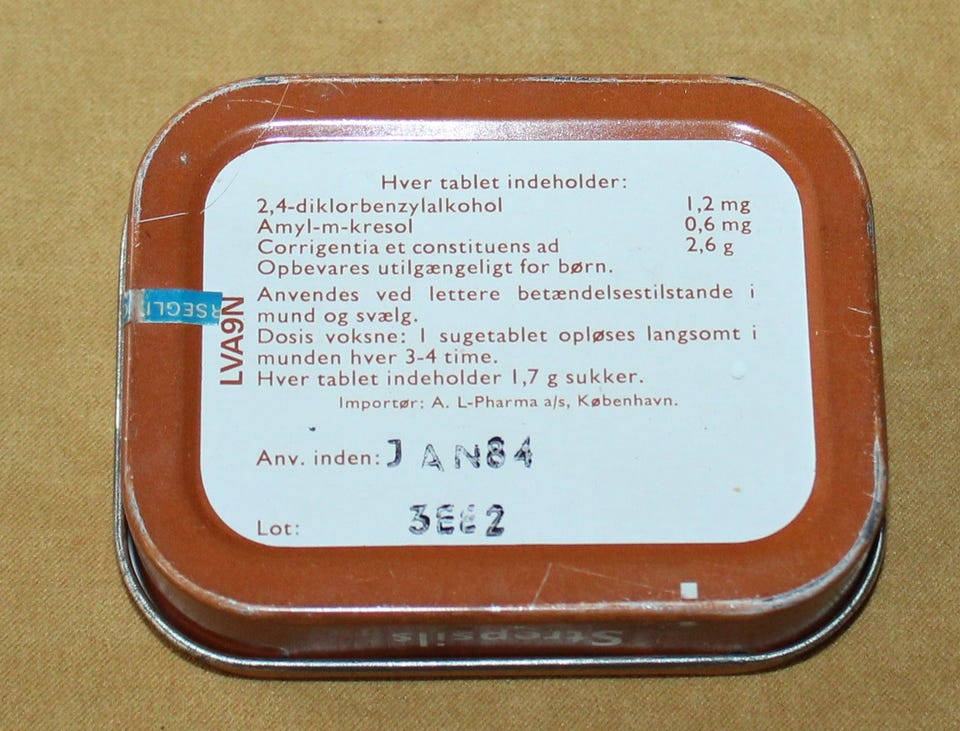 Hver tablet indeholder:
2,4-diklorbenzylalkohol 1,2 mg
Amyl-m-kresol 0,6 mg
Corrigentia et constituens ad 2,6 g
Opbevares utilgængeligt for børn.
Anvendes ved lettere betændelsestilstande i
mund og svælg.
Dosis voksne: 1 sugetablet opløses langsomt i
munden hver 3-4 time.
Hver tablet indeholder 1,7 g sukker.
Importør: A. L-Pharma a/s, København.
Anv. inden: JAN84
Lot:
LVA9N
RSEGL
Strepsils